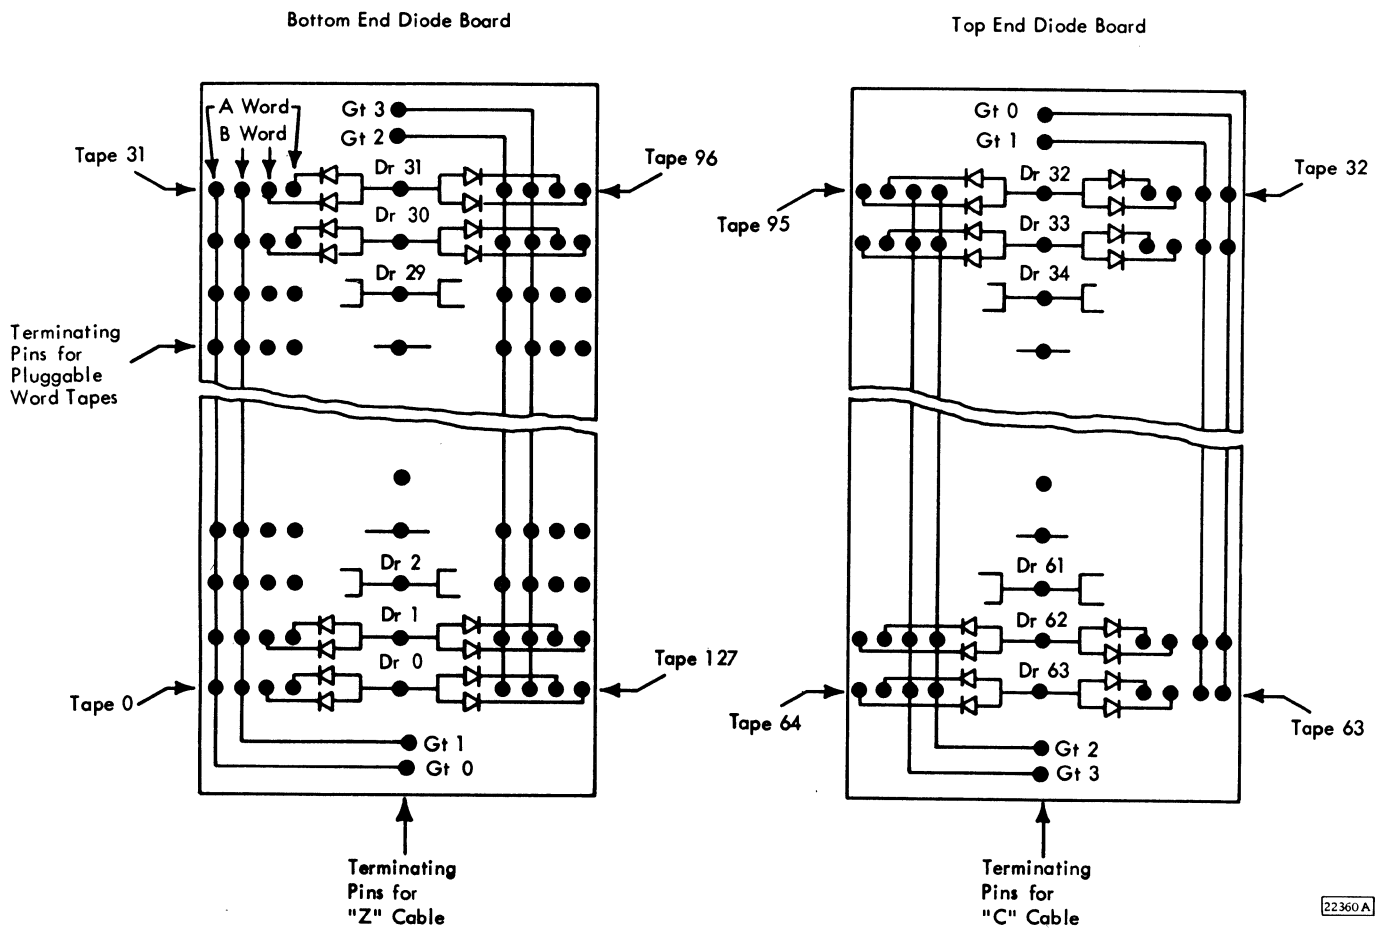 Bottom End Diode Board
A Word
B Word
Gt 3
Gt 2
Tape 31
Dr 31
Tape 96
Dr 30
Dr 29
Terminating
Pins for
Pluggable
Word Tapes
Dr 2
Dr 1
Dr 0
Tape 0
Tape 127
Gt 1
Gt 0
Terminating
Pins for
"Z" Cable
Top End Diode Board
Gt 0
Gt 1
Dr 32
Tape 32
Tape 95
Dr 33
Dr 34
Dr 61
Dr 62
Dr 63
Tape 64
Tape 63
Gt 2
Gt 3
Terminating
Pins for
"C" Cable
22360 A